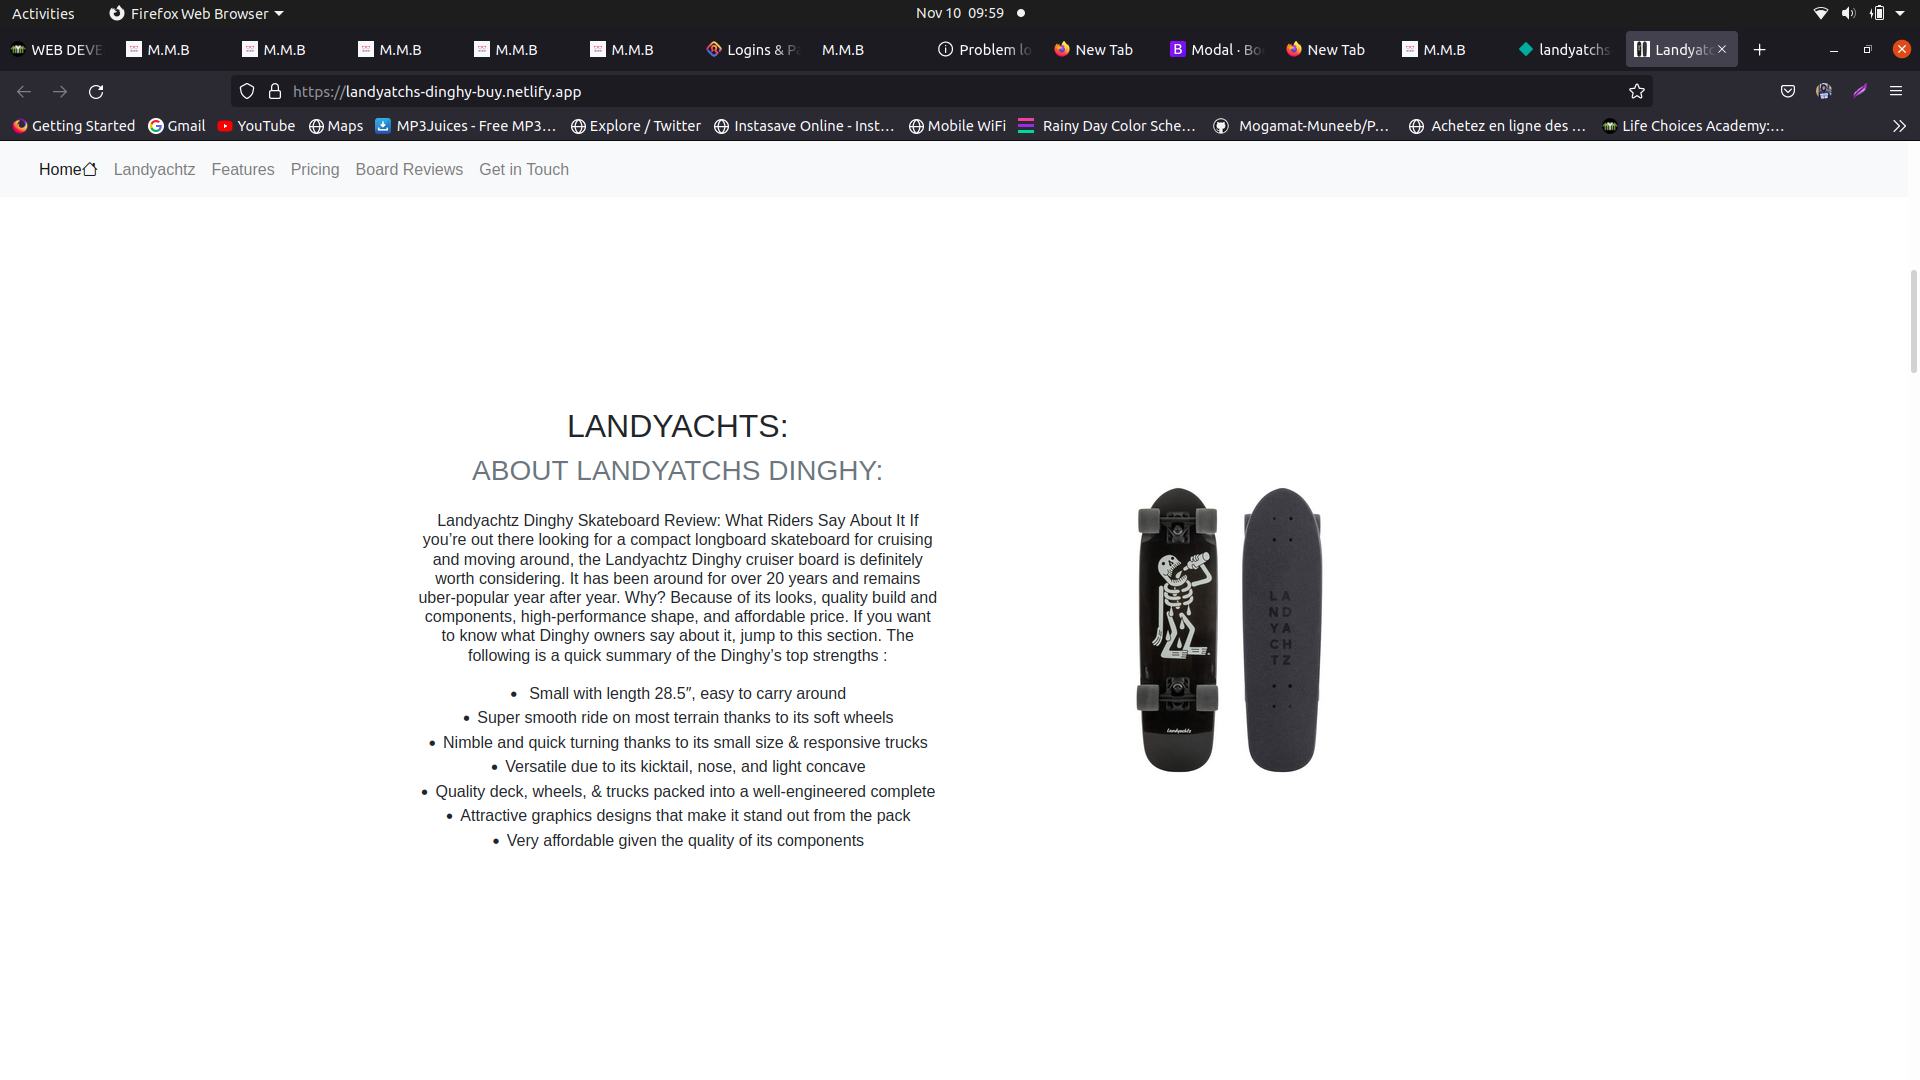 Activities Firefox Web Browser Nov 10 09:59
WEB DEVE M.M.B M.M.B M.M.B M.M.B M.M.B Logins & Pa M.M.B Problem lo New Tab Modal · Bo New Tab M.M.B landyatchs Landyatc
https://landyatchs-dinghy-buy.netlify.app
Getting Started Gmail YouTube Maps MP3Juices - Free MP3… Explore / Twitter Instasave Online - Inst… Mobile WiFi Rainy Day Color Sche… Mogamat-Muneeb/P… Achetez en ligne des … Life Choices Academy:…
Home Landyachtz Features Pricing Board Reviews Get in Touch
LANDYACHTS:
ABOUT LANDYATCHS DINGHY:
Landyachtz Dinghy Skateboard Review: What Riders Say About It If
you’re out there looking for a compact longboard skateboard for cruising
and moving around, the Landyachtz Dinghy cruiser board is definitely
worth considering. It has been around for over 20 years and remains
uber-popular year after year. Why? Because of its looks, quality build and
components, high-performance shape, and affordable price. If you want
to know what Dinghy owners say about it, jump to this section. The
following is a quick summary of the Dinghy’s top strengths :
• Small with length 28.5″, easy to carry around
• Super smooth ride on most terrain thanks to its soft wheels
• Nimble and quick turning thanks to its small size & responsive trucks
• Versatile due to its kicktail, nose, and light concave
• Quality deck, wheels, & trucks packed into a well-engineered complete
• Attractive graphics designs that make it stand out from the pack
• Very affordable given the quality of its components
Landyachtz
LA
ND
YA
CH
TZ